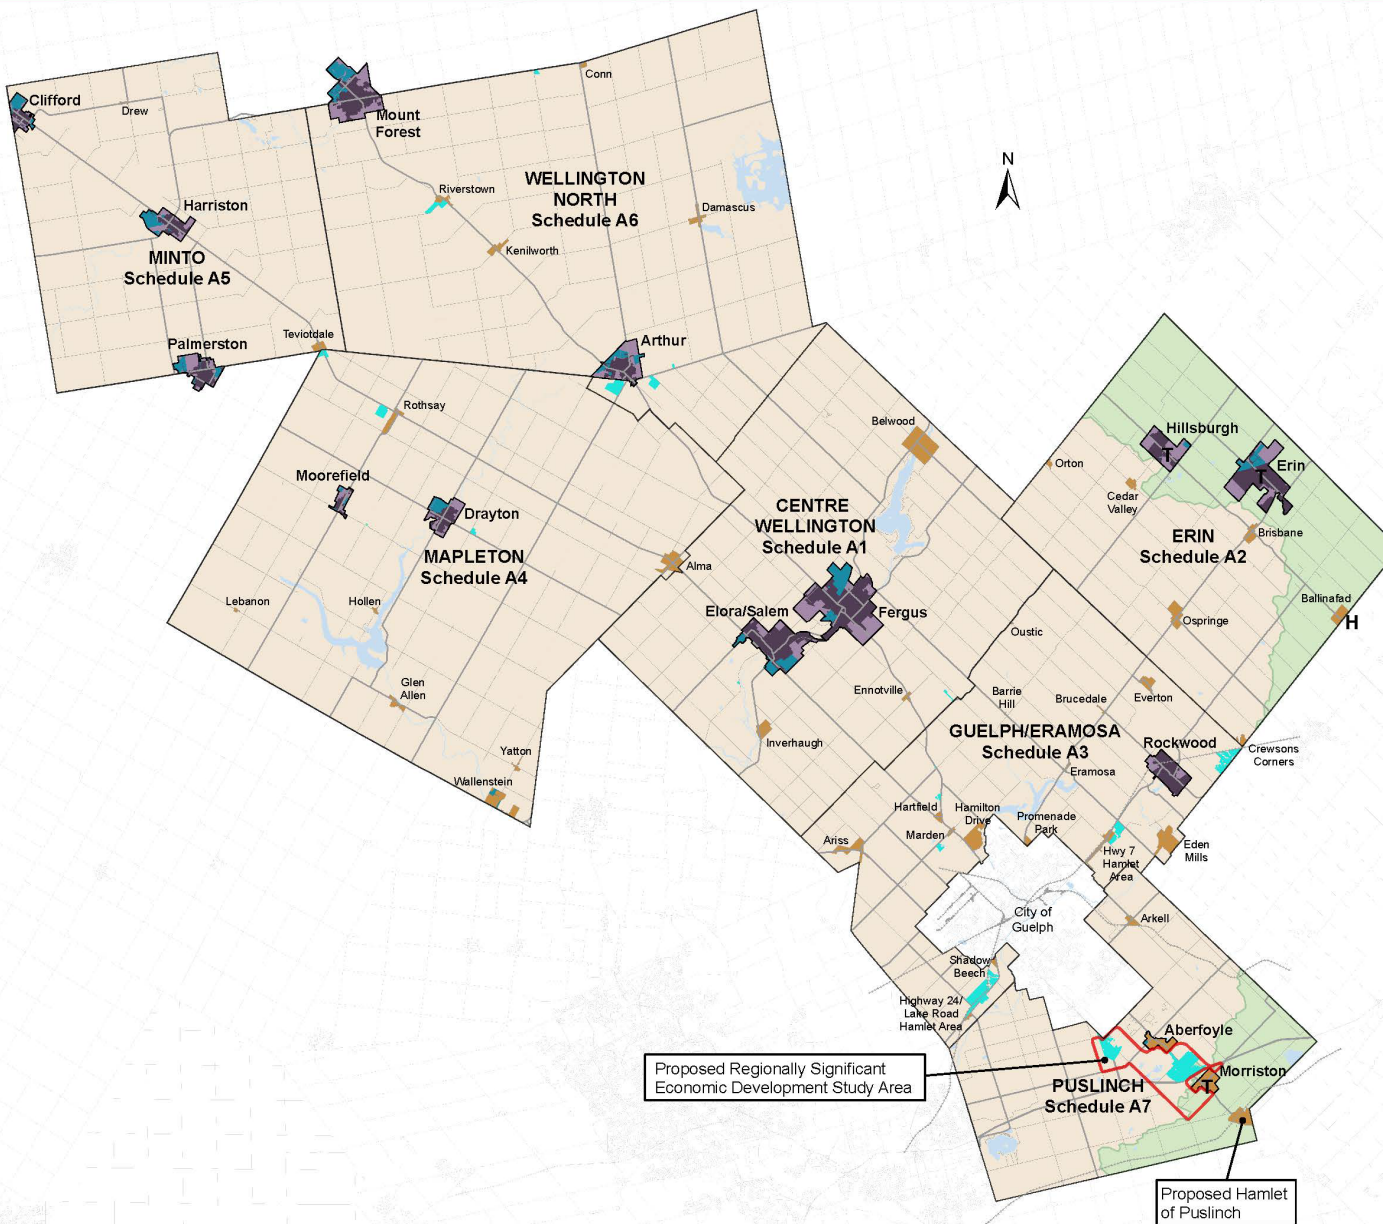 Clifford
Drew
Mount
Forest
Conn
N
Riverstown
WELLINGTON
NORTH
Schedule A6
Damascus
Harriston
Kenilworth
MINTO
Schedule A5
Teviotdale
Palmerston
Arthur
Rothsay
Belwood
Hillsburgh
T
Orton
Erin
T
Moorefield
Drayton
Cedar
Valley
CENTRE
WELLINGTON
Schedule A1
Brisbane
ERIN
Schedule A2
MAPLETON
Schedule A4
Alma
Lebanon
Hollen
Elora/Salem
Fergus
Ballinafad
H
Ospringe
Oustic
Glen
Allen
Ennotville
Barrie
Hill
Brucedale
Everton
Inverhaugh
GUELPH/ERAMOSA
Schedule A3
Rockwood
Crewsons
Corners
Yatton
Wallenstein
Eramosa
Hartfield
Hamilton
Drive
Promenade
Park
Marden
Ariss
Hwy 7
Hamlet
Area
Eden
Mills
City of
Guelph
Arkell
Shadow
Beech
Highway 24/
Lake Road
Hamlet Area
Aberfoyle
Proposed Regionally Significant
Economic Development Study Area
Morriston
T
PUSLINCH
Schedule A7
Proposed Hamlet
of Puslinch